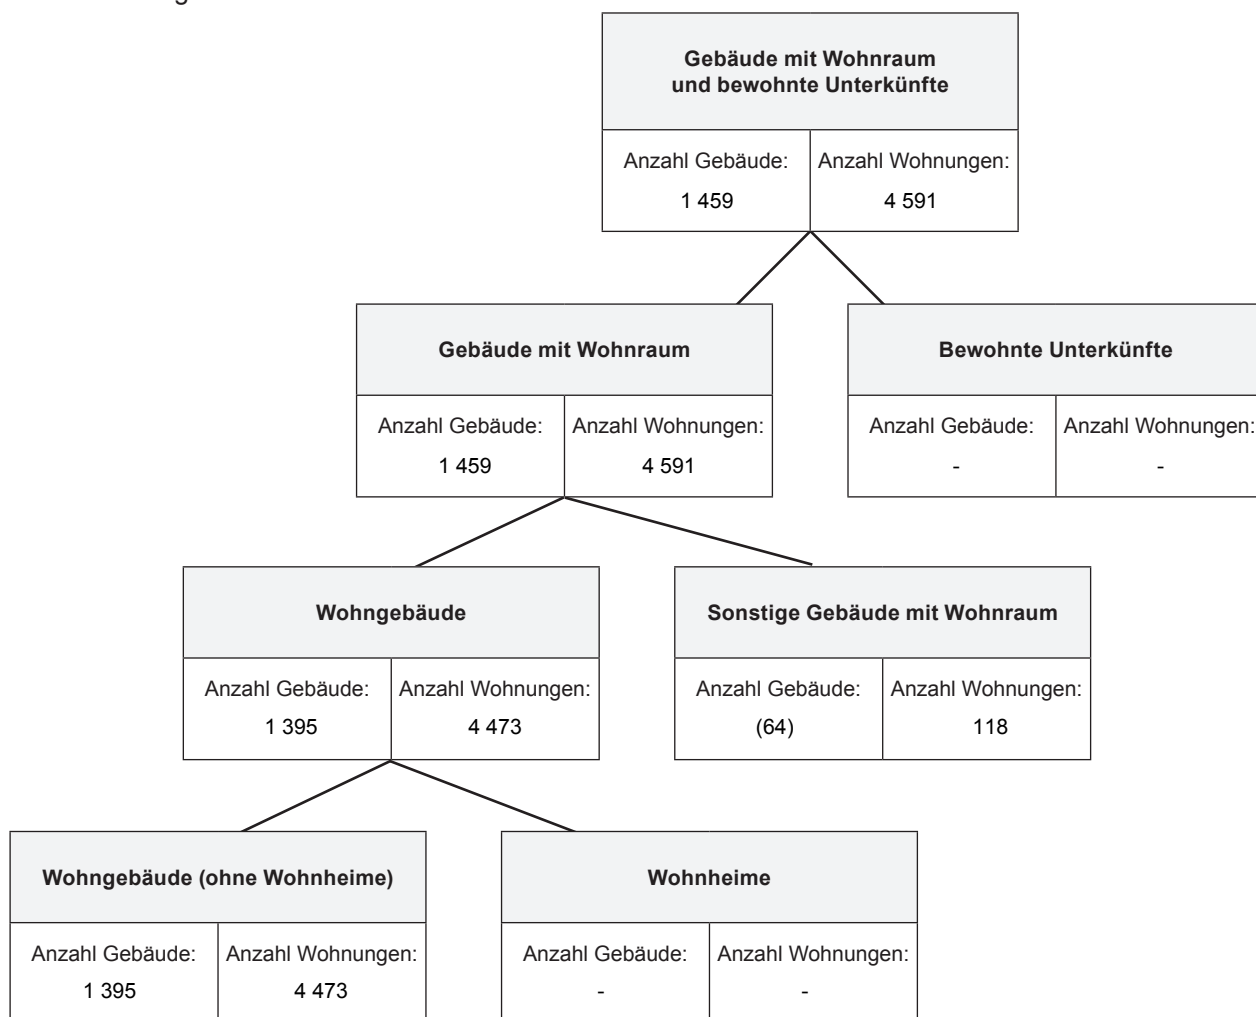 Gebäude mit Wohnraum
und bewohnte Unterkünfte
Anzahl Gebäude: Anzahl Wohnungen:
1 459 4 591
Gebäude mit Wohnraum
Anzahl Gebäude: Anzahl Wohnungen:
1 459 4 591
Bewohnte Unterkünfte
Anzahl Gebäude: Anzahl Wohnungen:
- -
Wohngebäude
Anzahl Gebäude: Anzahl Wohnungen:
1 395 4 473
Sonstige Gebäude mit Wohnraum
Anzahl Gebäude: Anzahl Wohnungen:
(64) 118
Wohngebäude (ohne Wohnheime)
Anzahl Gebäude: Anzahl Wohnungen:
1 395 4 473
Wohnheime
Anzahl Gebäude: Anzahl Wohnungen:
- -